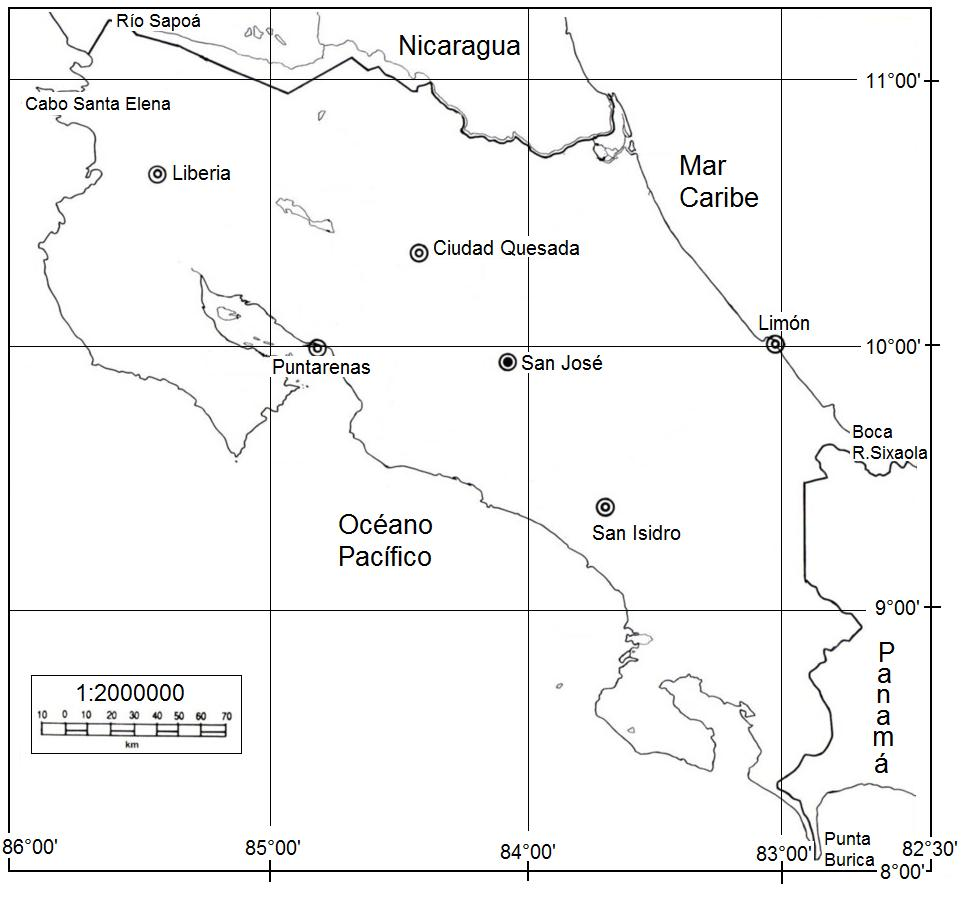 Río Sapoá
Nicaragua
11°00'
Cabo Santa Elena
Mar
Caribe
Liberia
Ciudad Quesada
Limón
10°00'
Puntarenas
San José
Boca
R.Sixaola
Océano
Pacífico
San Isidro
9°00'
Panamá
1:2000000
10 0 10 20 30 40 50 60 70
km
Punta
Burica
86°00'
85°00'
84°00'
83°00'
82°30'
8°00'